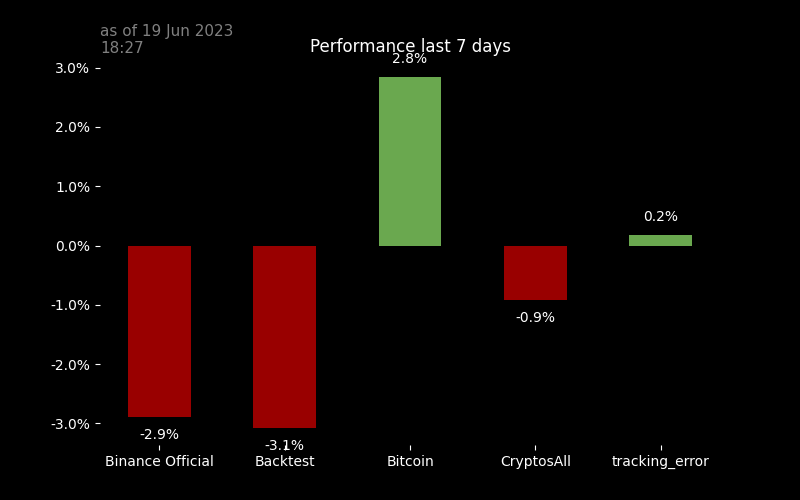 as of 19 Jun 2023
18:27
Performance last 7 days
3.0%
2.0%
1.0%
0.0%
-1.0%
-2.0%
-3.0%
-2.9%
-3.1%
2.8%
-0.9%
0.2%
Binance Official
Backtest
Bitcoin
CryptosAll
tracking_error